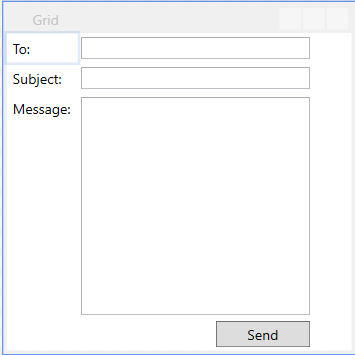 Grid
To:
Subject:
Message:
Send